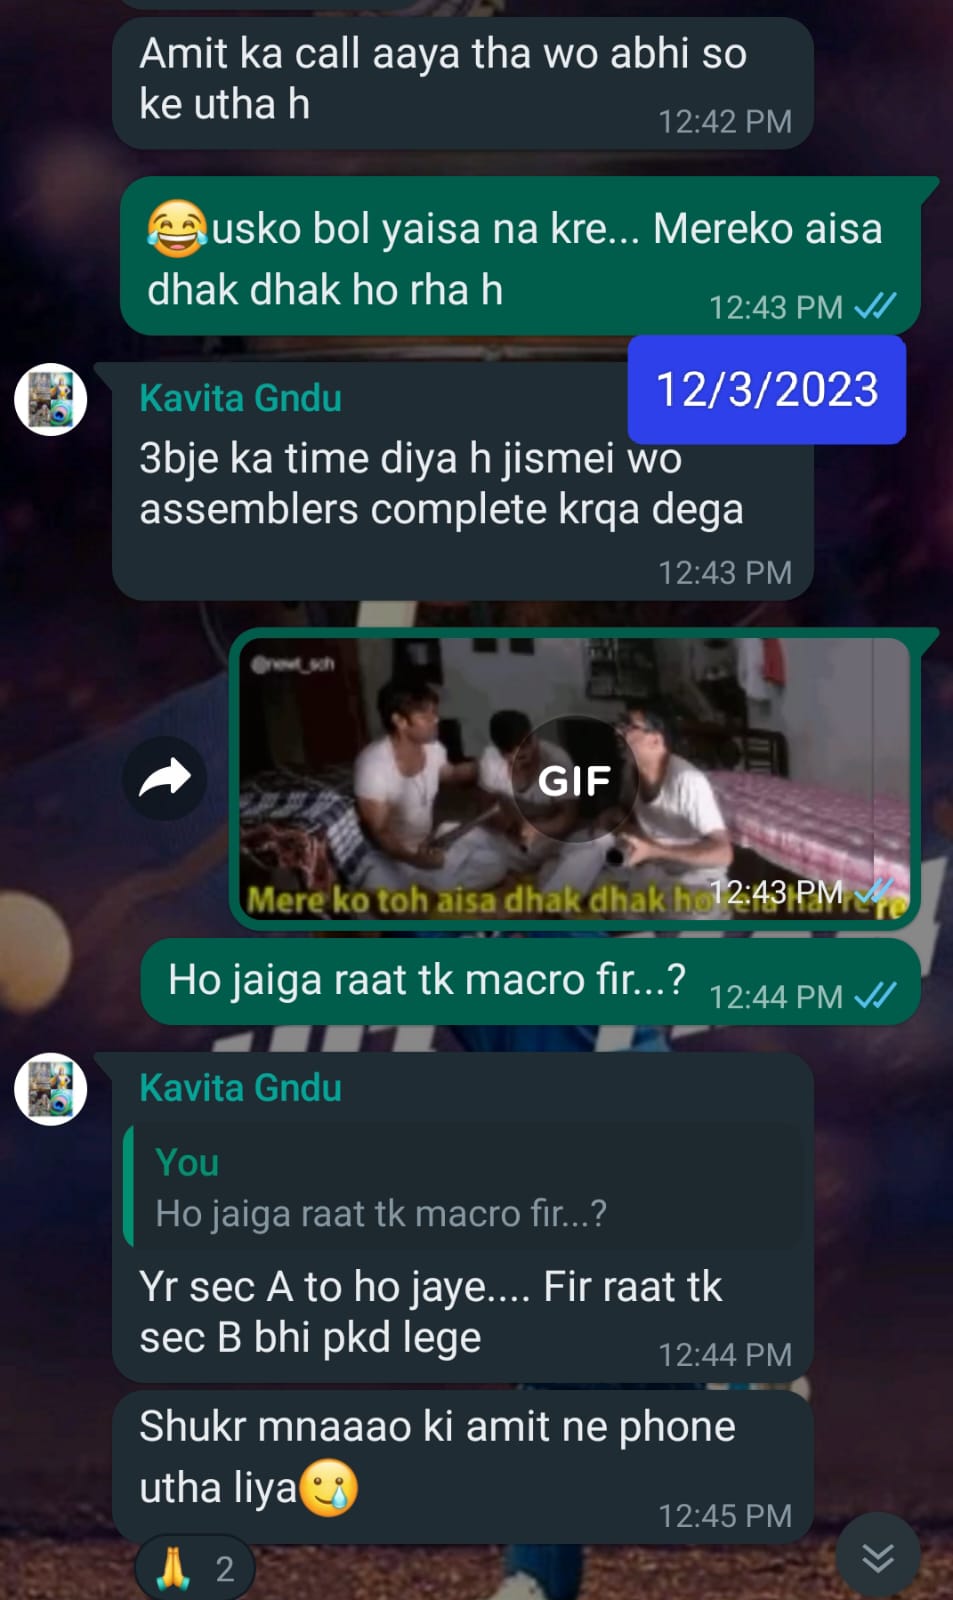 Amit ka call aaya tha wo abhi so
ke utha h
12:42 PM
😂usko bol yaisa na kre... Mereko aisa
dhak dhak ho rha h
12:43 PM
12/3/2023
Kavita Gndu
3bje ka time diya h jismei wo
assemblers complete krqa dega
12:43 PM
@newt_sch
GIF
Mere ko toh aisa dhak dhak ho
12:43 PM
Ho jaiga raat tk macro fir...?
12:44 PM
Kavita Gndu
You
Ho jaiga raat tk macro fir...?
Yr sec A to ho jaye.... Fir raat tk
sec B bhi pkd lege
12:44 PM
Shukr mnaaao ki amit ne phone
utha liya🥲
12:45 PM
🙏 2